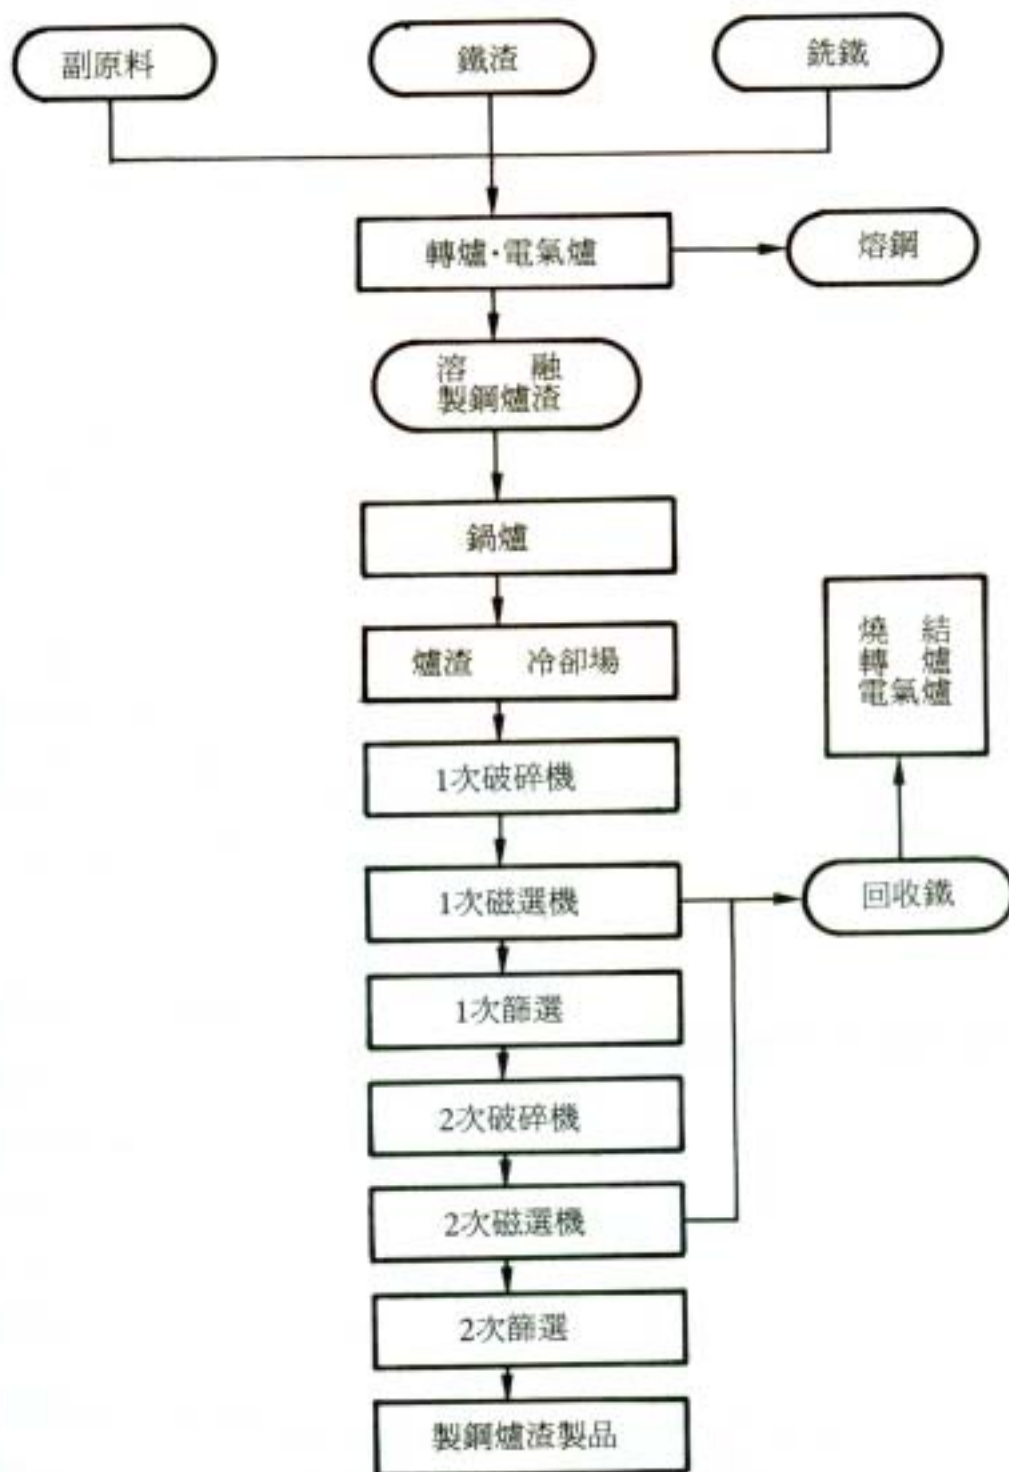 副原料
鐵渣
銑鐵
轉爐·電氣爐
熔鋼
溶 融
製鋼爐渣
鍋爐
爐渣 冷卻場
燒 結
轉 爐
電氣爐
1次破碎機
1次磁選機
回收鐵
1次篩選
2次破碎機
2次磁選機
2次篩選
製鋼爐渣製品